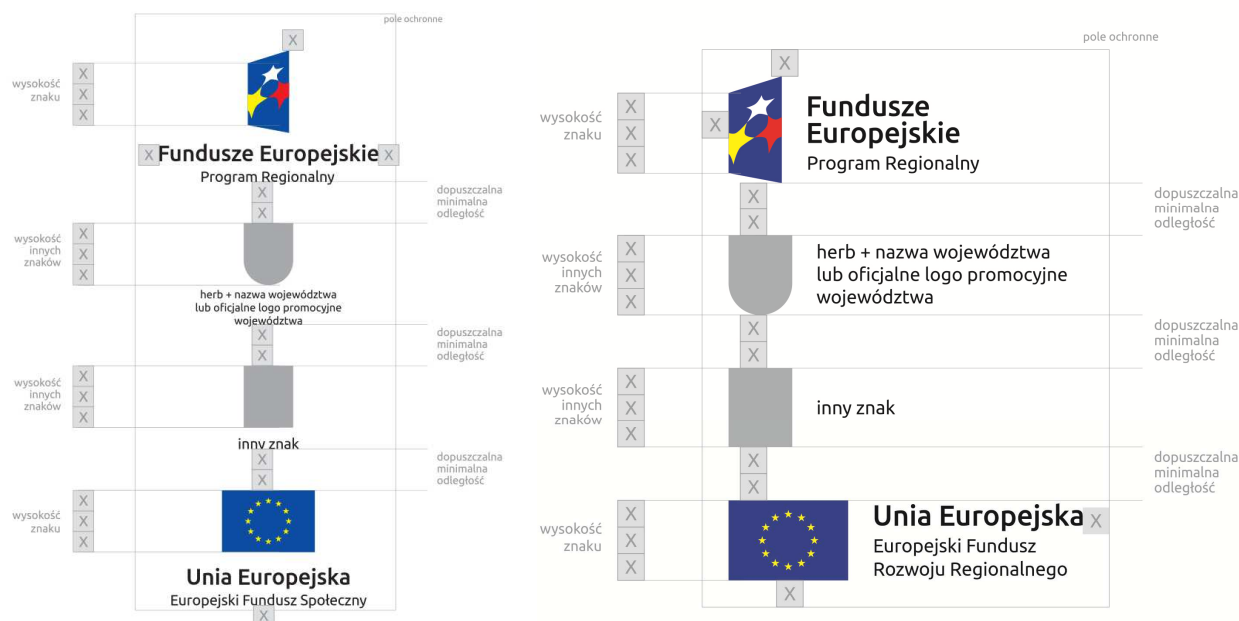 pole ochronne
X
wysokość
znaku
X
X
X
X
Fundusze Europejskie
X
Program Regionalny
X
X
dopuszczalna
minimalna
odległość
wysokość
innych
znaków
X
X
X
herb + nazwa województwa
lub oficjalne logo promocyjne
województwa
X
X
dopuszczalna
minimalna
odległość
wysokość
innych
znaków
X
X
X
inny znak
X
X
dopuszczalna
minimalna
odległość
wysokość
znaku
X
X
X
Unia Europejska
Europejski Fundusz Społeczny
X
pole ochronne
X
wysokość
znaku
X
X
X
X
Fundusze
Europejskie
Program Regionalny
X
X
dopuszczalna
minimalna
odległość
wysokość
innych
znaków
X
X
X
herb + nazwa województwa
lub oficjalne logo promocyjne
województwa
X
X
dopuszczalna
minimalna
odległość
wysokość
innych
znaków
X
X
X
inny znak
X
X
dopuszczalna
minimalna
odległość
wysokość
znaku
X
X
X
Unia Europejska
X
Europejski Fundusz
Rozwoju Regionalnego
X